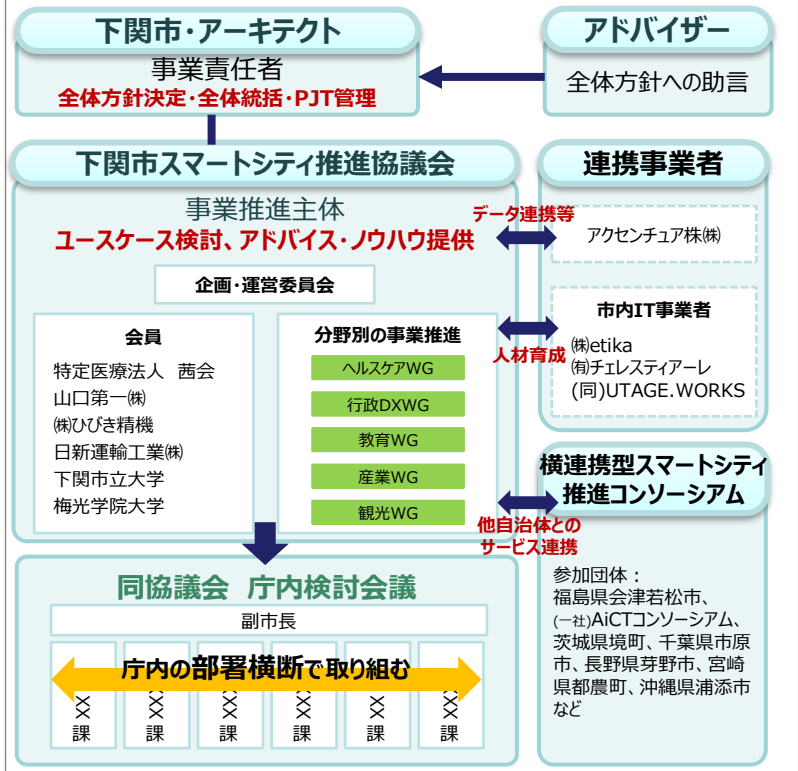 下関市・アーキテクト
事業責任者
全体方針決定・全体統括・PJT管理
アドバイザー
全体方針への助言
下関市スマートシティ推進協議会
事業推進主体
ユースケース検討、アドバイス・ノウハウ提供
企画・運営委員会
会員
特定医療法人　茜会
山口第一㈱
㈱ひびき精機
日新運輸工業㈱
下関市立大学
梅光学院大学
分野別の事業推進
ヘルスケアWG
行政DXWG
教育WG
産業WG
観光WG
データ連携等
人材育成
他自治体との
サービス連携
連携事業者
アクセンチュア株㈱
市内IT事業者
㈱etika
㈲チェレスティアーレ
(同)UTAGE.WORKS
横連携型スマートシティ
推進コンソーシアム
参加団体：
福島県会津若松市、
(一社)AiCTコンソーシアム、
茨城県境町、千葉県市原
市、長野県芽野市、宮崎
県都農町、沖縄県浦添市
など
同協議会　庁内検討会議
副市長
庁内の部署横断で取り組む
XX課
XX課
XX課
XX課
XX課
XX課